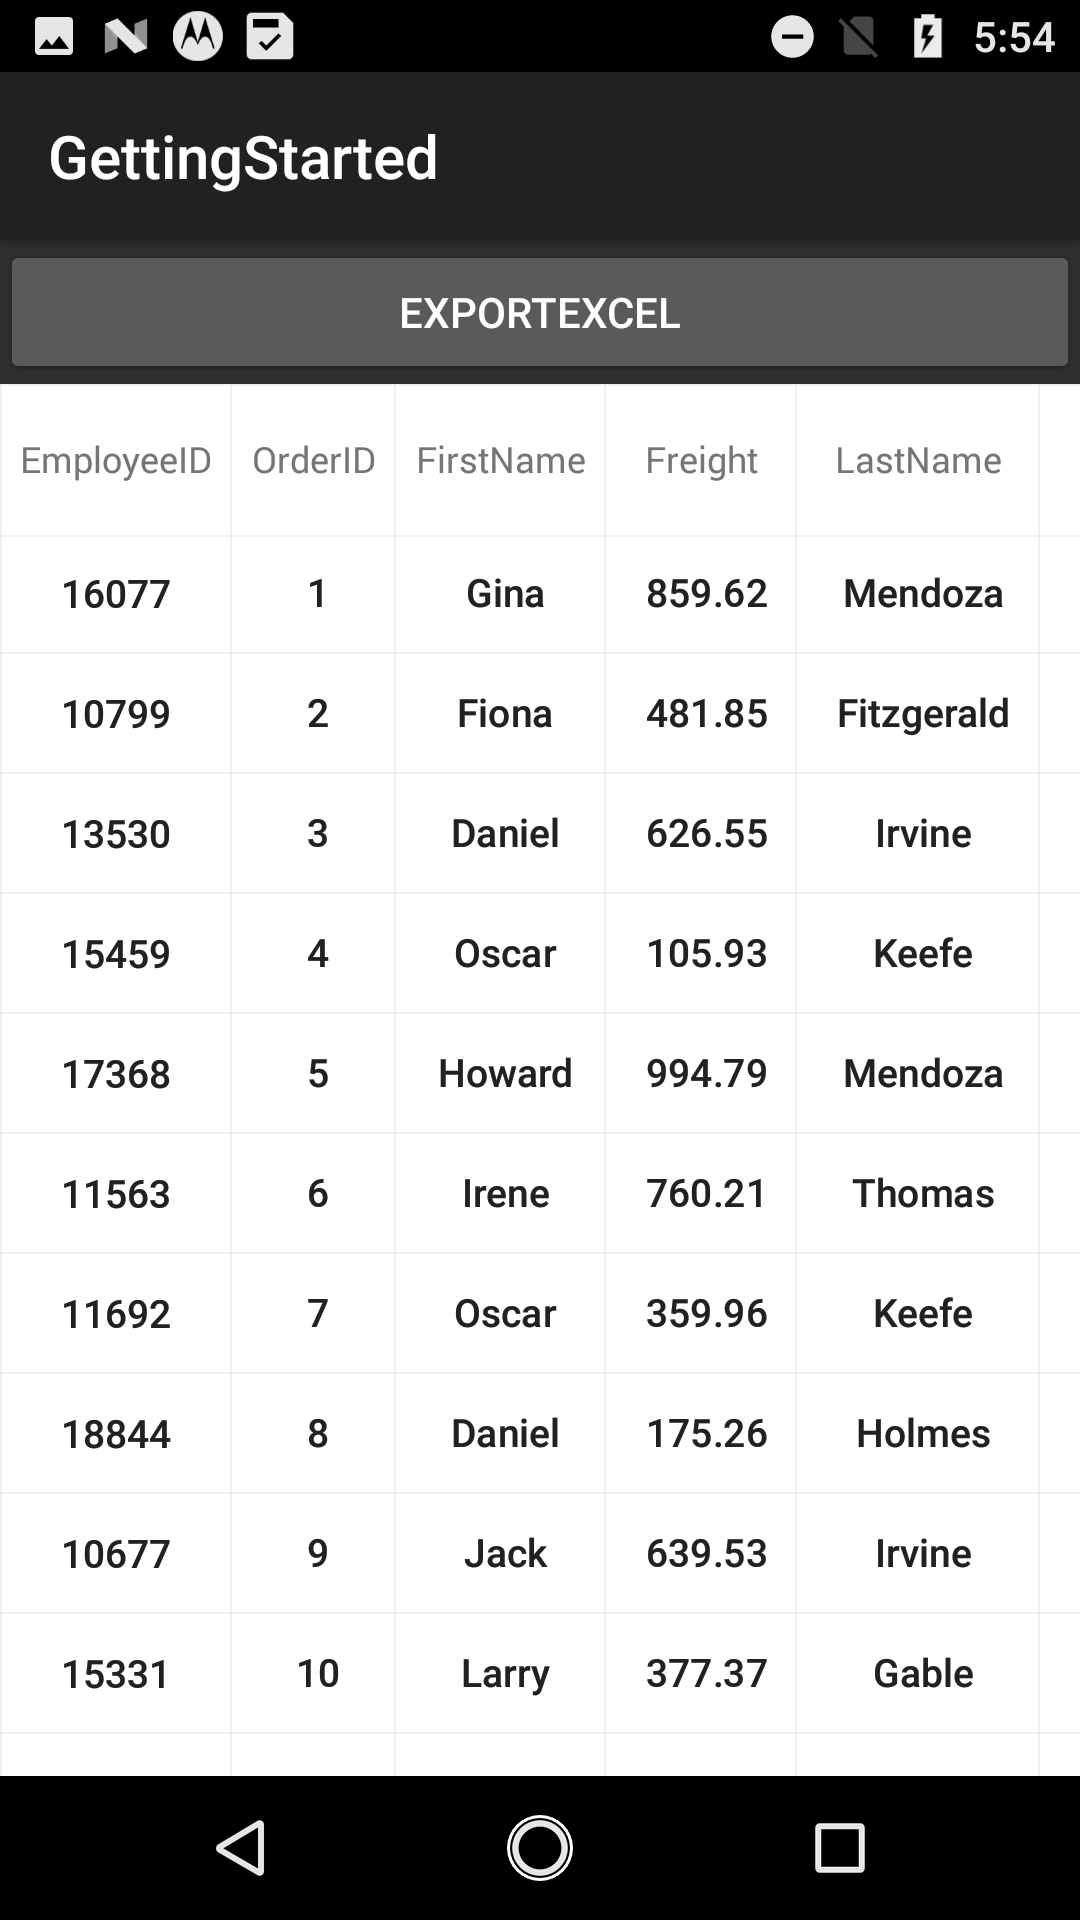 5:54
GettingStarted
EXPORTEXCEL
EmployeeID OrderID FirstName Freight LastName
16077 1 Gina 859.62 Mendoza
10799 2 Fiona 481.85 Fitzgerald
13530 3 Daniel 626.55 Irvine
15459 4 Oscar 105.93 Keefe
17368 5 Howard 994.79 Mendoza
11563 6 Irene 760.21 Thomas
11692 7 Oscar 359.96 Keefe
18844 8 Daniel 175.26 Holmes
10677 9 Jack 639.53 Irvine
15331 10 Larry 377.37 Gable